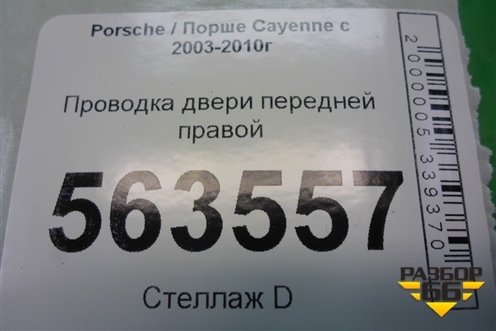 Porsche / Порше Cayenne с
2003-2010г
Проводка двери передней
правой
563557
Стеллаж D
2000005339370
РАЗБОР
66